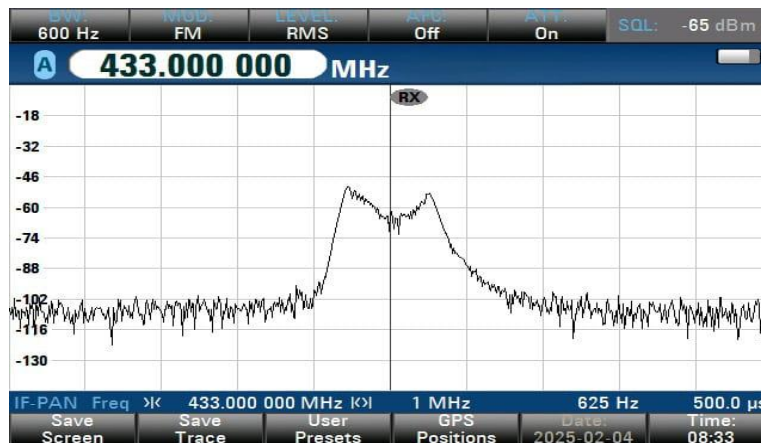 BW: MOD: LEVEL: AFC: ATT: SQL: -65 dBm
600 Hz FM RMS Off On
A 433.000 000 MHz
RX
-18
-32
-46
-60
-74
-88
-102
-116
-130
IF-PAN Freq 433.000 000 MHz 1 MHz 625 Hz 500.0 µs
Save Save User GPS Date: Time:
Screen Trace Presets Positions 2025-02-04 08:33